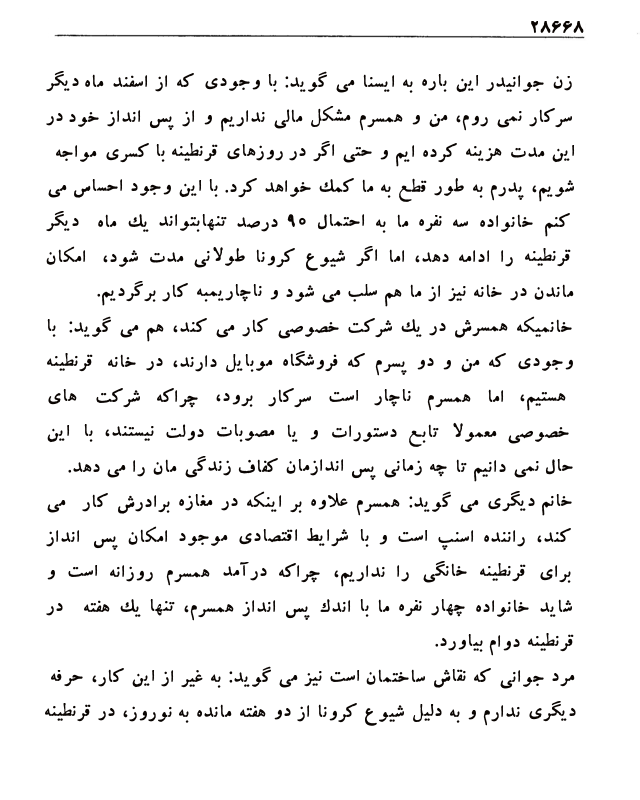 ۲۸۶۶۸
زن جوانیدر این باره به ایسنا می گوید: با وجودی که از اسفند ماه دیگر
سرکار نمی روم، من و همسرم مشکل مالی نداریم و از پس انداز خود در
این مدت هزینه کرده ایم و حتی اگر در روزهای قرنطینه با کسری مواجه
شویم، پدرم به طور قطع به ما کمك خواهد کرد. با این وجود احساس می
کنم خانواده سه نفره ما به احتمال ۹۰ درصد تنهابتواند یك ماه دیگر
قرنطینه را ادامه دهد، اما اگر شیوع کرونا طولانی مدت شود، امکان
ماندن در خانه نیز از ما هم سلب می شود و ناچاریمبه کار برگردیم.
خانمیکه همسرش در یك شرکت خصوصی کار می کند، هم می گوید: با
وجودی که من و دو پسرم که فروشگاه موبایل دارند، در خانه قرنطینه
هستیم، اما همسرم ناچار است سرکار برود، چراکه شرکت های
خصوصی معمولا تابع دستورات و یا مصوبات دولت نیستند، با این
حال نمی دانیم تا چه زمانی پس اندازمان کفاف زندگی مان را می دهد.
خانم دیگری می گوید: همسرم علاوه بر اینکه در مغازه برادرش کار می
کند، راننده اسنپ است و با شرایط اقتصادی موجود امکان پس انداز
برای قرنطینه خانگی را نداریم، چراکه درآمد همسرم روزانه است و
شاید خانواده چهار نفره ما با اندك پس انداز همسرم، تنها یك هفته در
قرنطینه دوام بیاورد.
مرد جوانی که نقاش ساختمان است نیز می گوید: به غیر از این کار، حرفه
دیگری ندارم و به دلیل شیوع کرونا از دو هفته مانده به نوروز، در قرنطینه